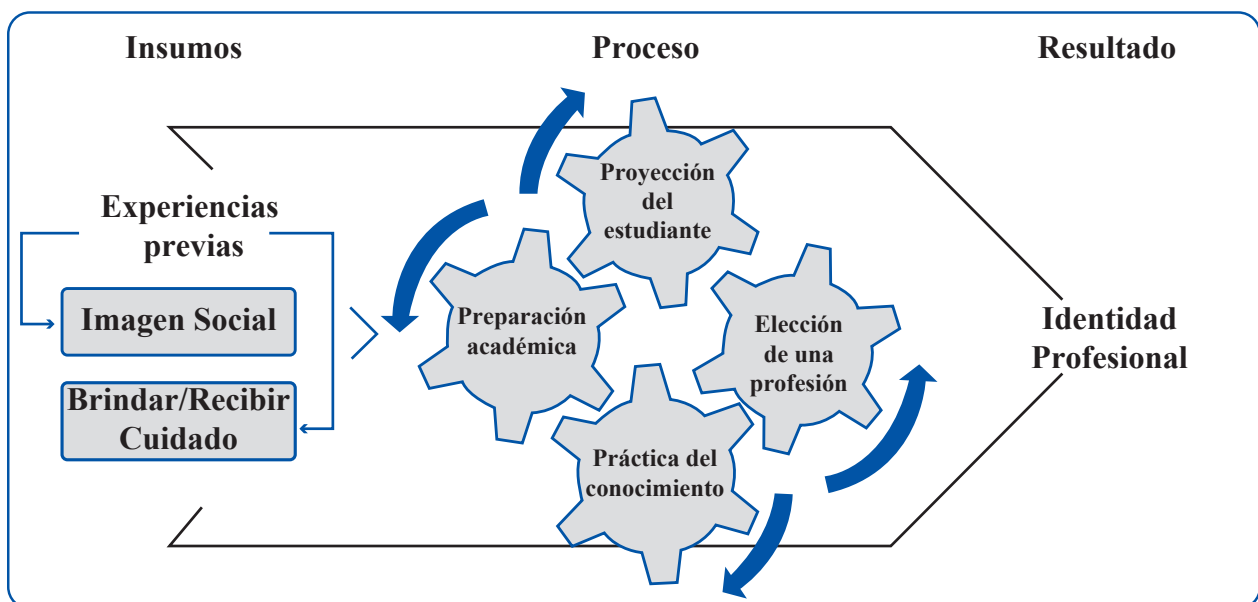 Insumos
Proceso
Resultado
Experiencias
previas
Imagen Social
Brindar/Recibir
Cuidado
Proyección
del
estudiante
Preparación
académica
Elección
de una
profesión
Práctica del
conocimiento
Identidad
Profesional